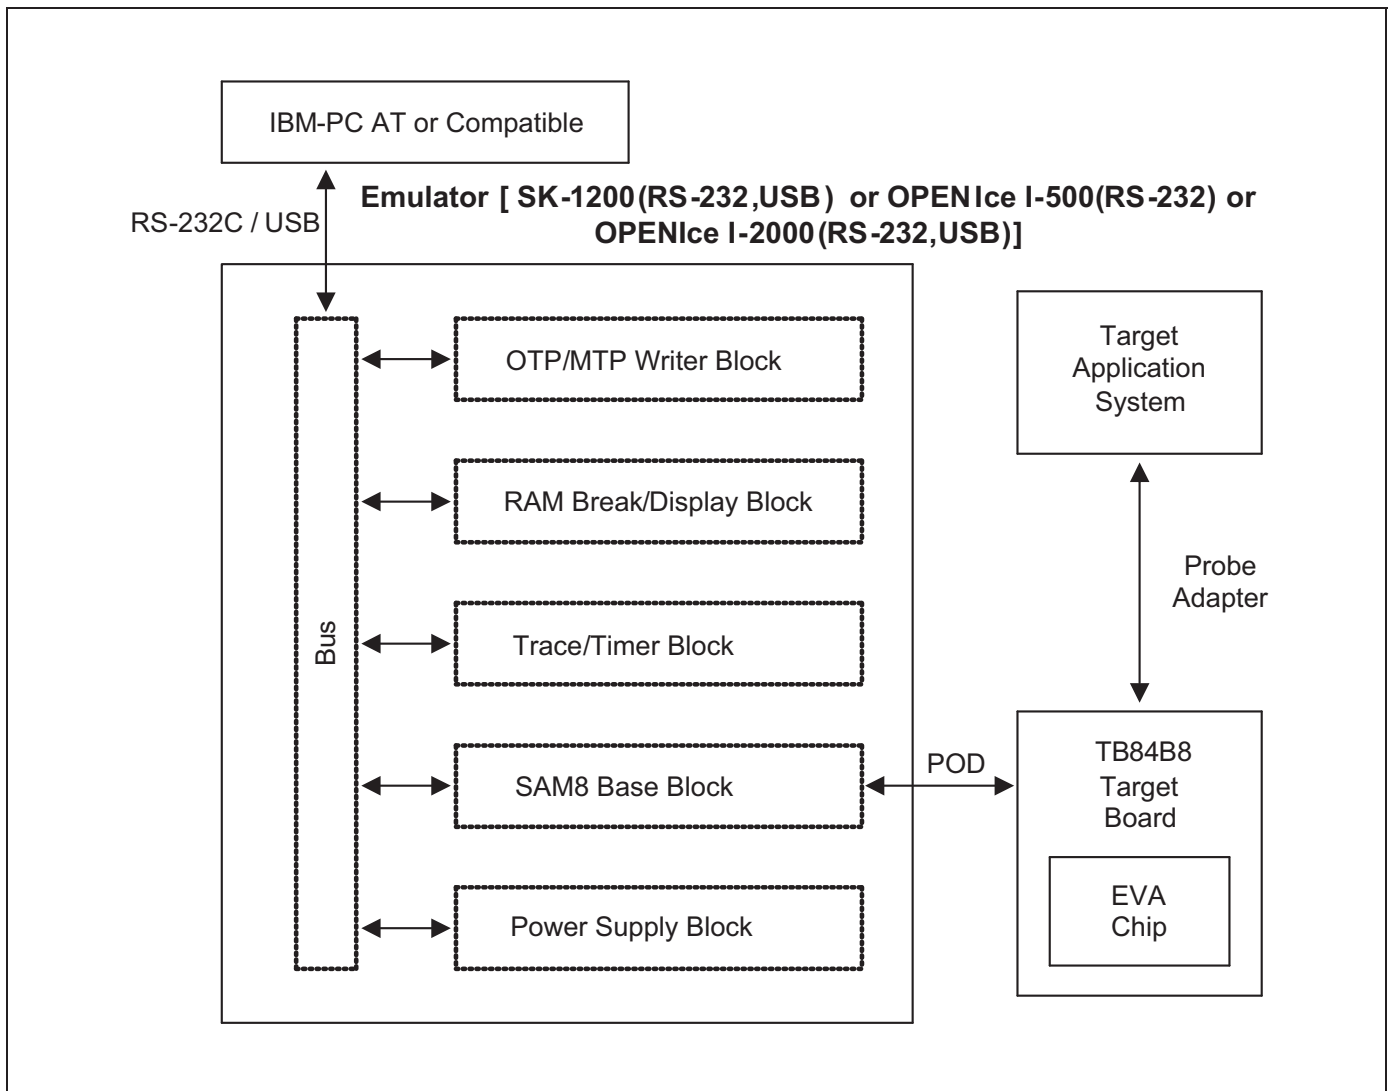 IBM-PC AT or Compatible
RS-232C / USB
Emulator [ SK-1200(RS-232,USB) or OPENIce I-500(RS-232) or
OPENIce I-2000(RS-232,USB)]
Bus
OTP/MTP Writer Block
RAM Break/Display Block
Trace/Timer Block
SAM8 Base Block
Power Supply Block
POD
Target
Application
System
Probe
Adapter
TB84B8
Target
Board
EVA
Chip